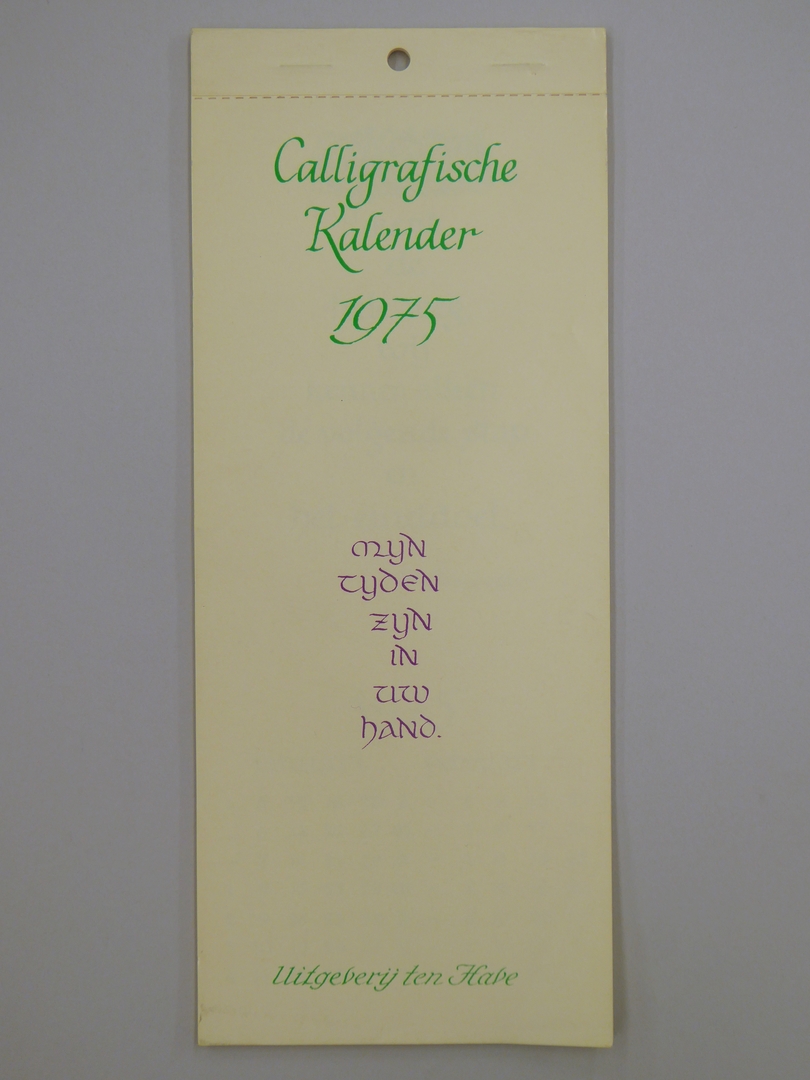 Calligrafische
Kalender
1975
myn
tyden
zyn
in
uw
hand.
Uitgeverij ten Have